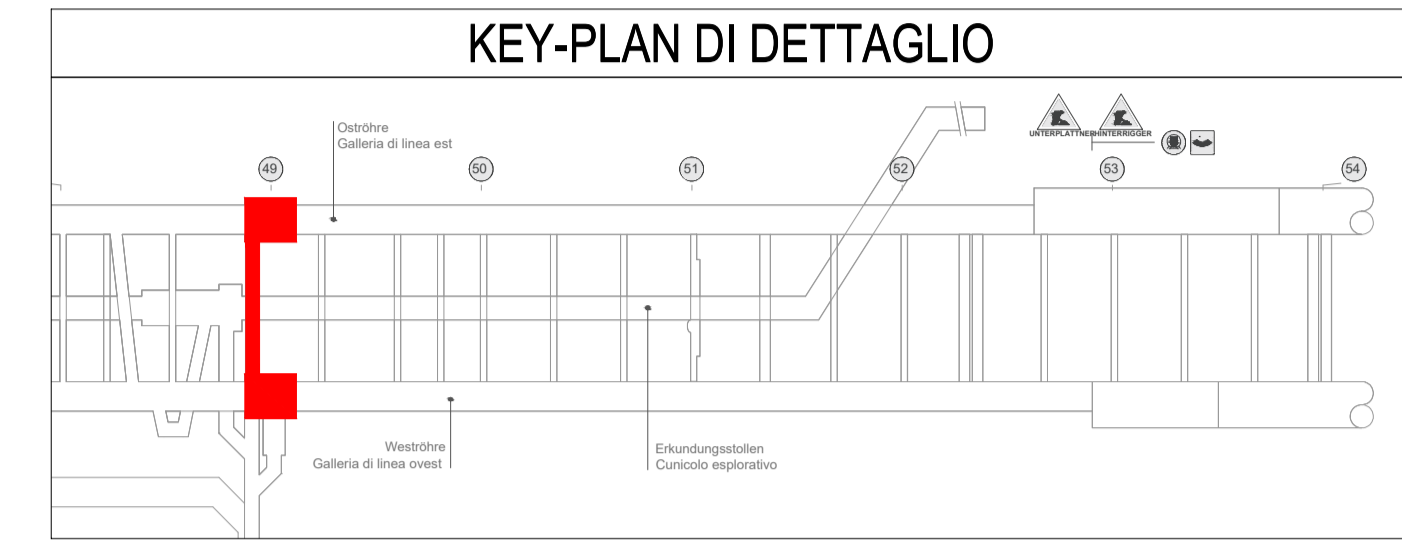 KEY-PLAN DI DETTAGLIO
Oströhre
Galleria di linea est
UNTERPLATTNER
HINTERRIGGER
49
50
51
52
53
54
Weströhre
Galleria di linea ovest
Erkundungsstollen
Cunicolo esplorativo